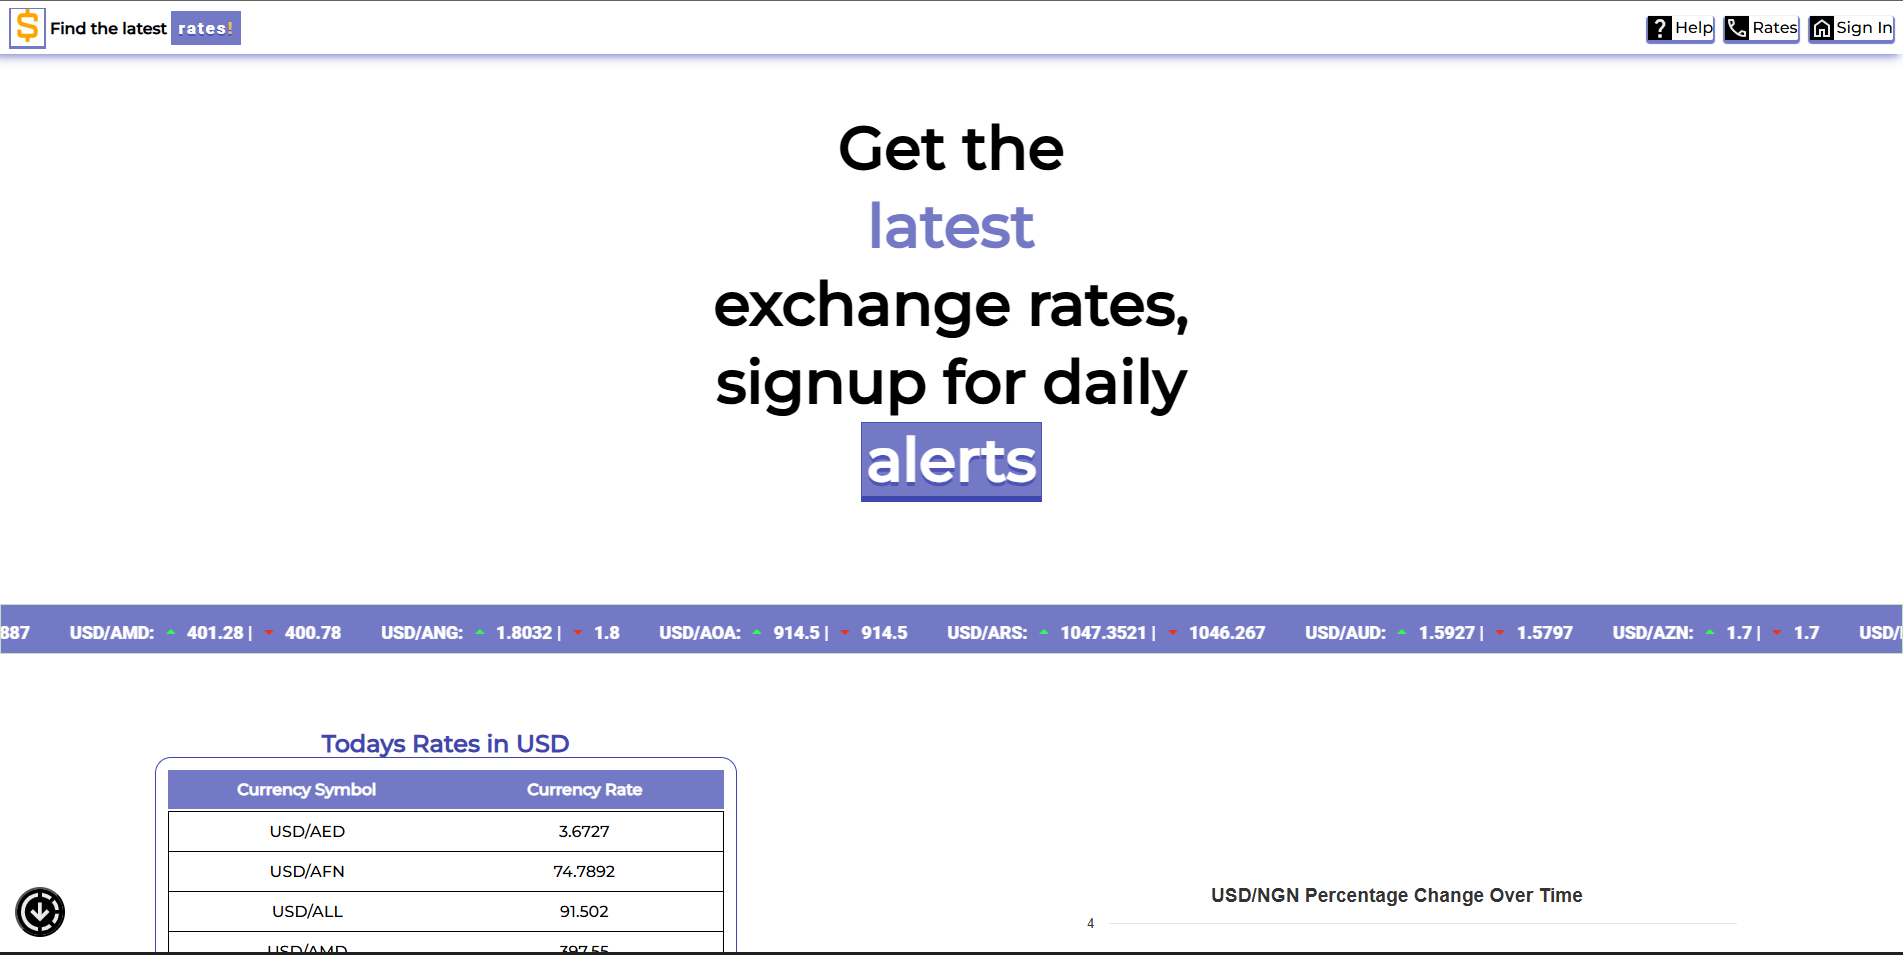 $ Find the latest rates!
? Help Rates Sign In
Get the
latest
exchange rates,
signup for daily
alerts
887 USD/AMD: 401.28 | 400.78 USD/ANG: 1.8032 | 1.8 USD/AOA: 914.5 | 914.5 USD/ARS: 1047.3521 | 1046.267 USD/AUD: 1.5927 | 1.5797 USD/AZN: 1.7 | 1.7 USD/
Todays Rates in USD
Currency Symbol Currency Rate
USD/AED 3.6727
USD/AFN 74.7892
USD/ALL 91.502
USD/AMD 397.55
USD/NGN Percentage Change Over Time
4